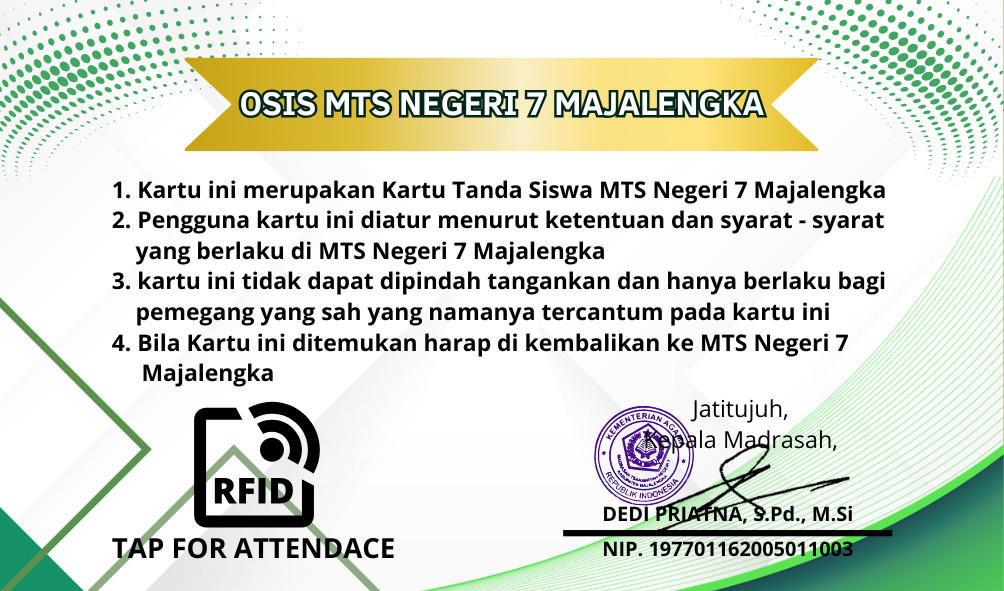 OSIS MTS NEGERI 7 MAJALENGKA
1. Kartu ini merupakan Kartu Tanda Siswa MTS Negeri 7 Majalengka
2. Pengguna kartu ini diatur menurut ketentuan dan syarat - syarat
yang berlaku di MTS Negeri 7 Majalengka
3. kartu ini tidak dapat dipindah tangankan dan hanya berlaku bagi
pemegang yang sah yang namanya tercantum pada kartu ini
4. Bila Kartu ini ditemukan harap di kembalikan ke MTS Negeri 7
Majalengka
RFID
TAP FOR ATTENDACE
Jatitujuh,
Kepala Madrasah,
KEMENTERIAN AGAMA
REPUBLIK INDONESIA
DEDI PRIATNA, S.Pd., M.Si
NIP. 197701162005011003